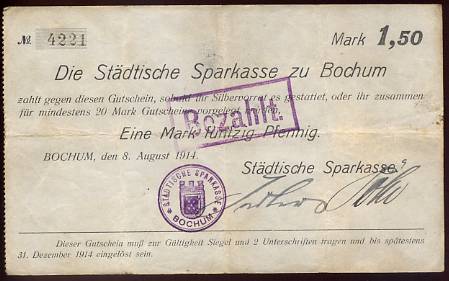 № 4221 Mark 1,50
Die Städtische Sparkasse zu Bochum
zahlt gegen diesen Gutschein, sobald ihr Silbervorrat es gestattet, oder ihr zusammen
für mindestens 20 Mark Gutscheine vorgelegt werden,
Bezahlt.
Eine Mark fünfzig Pfennig.
BOCHUM, den 8. August 1914.
Städtische Sparkasse.
STÄDTISCHE SPARKASSE
BOCHUM
Dieser Gutschein muß zur Gültigkeit Siegel und 2 Unterschriften tragen und bis spätestens
31. Dezember 1914 eingelöst sein.